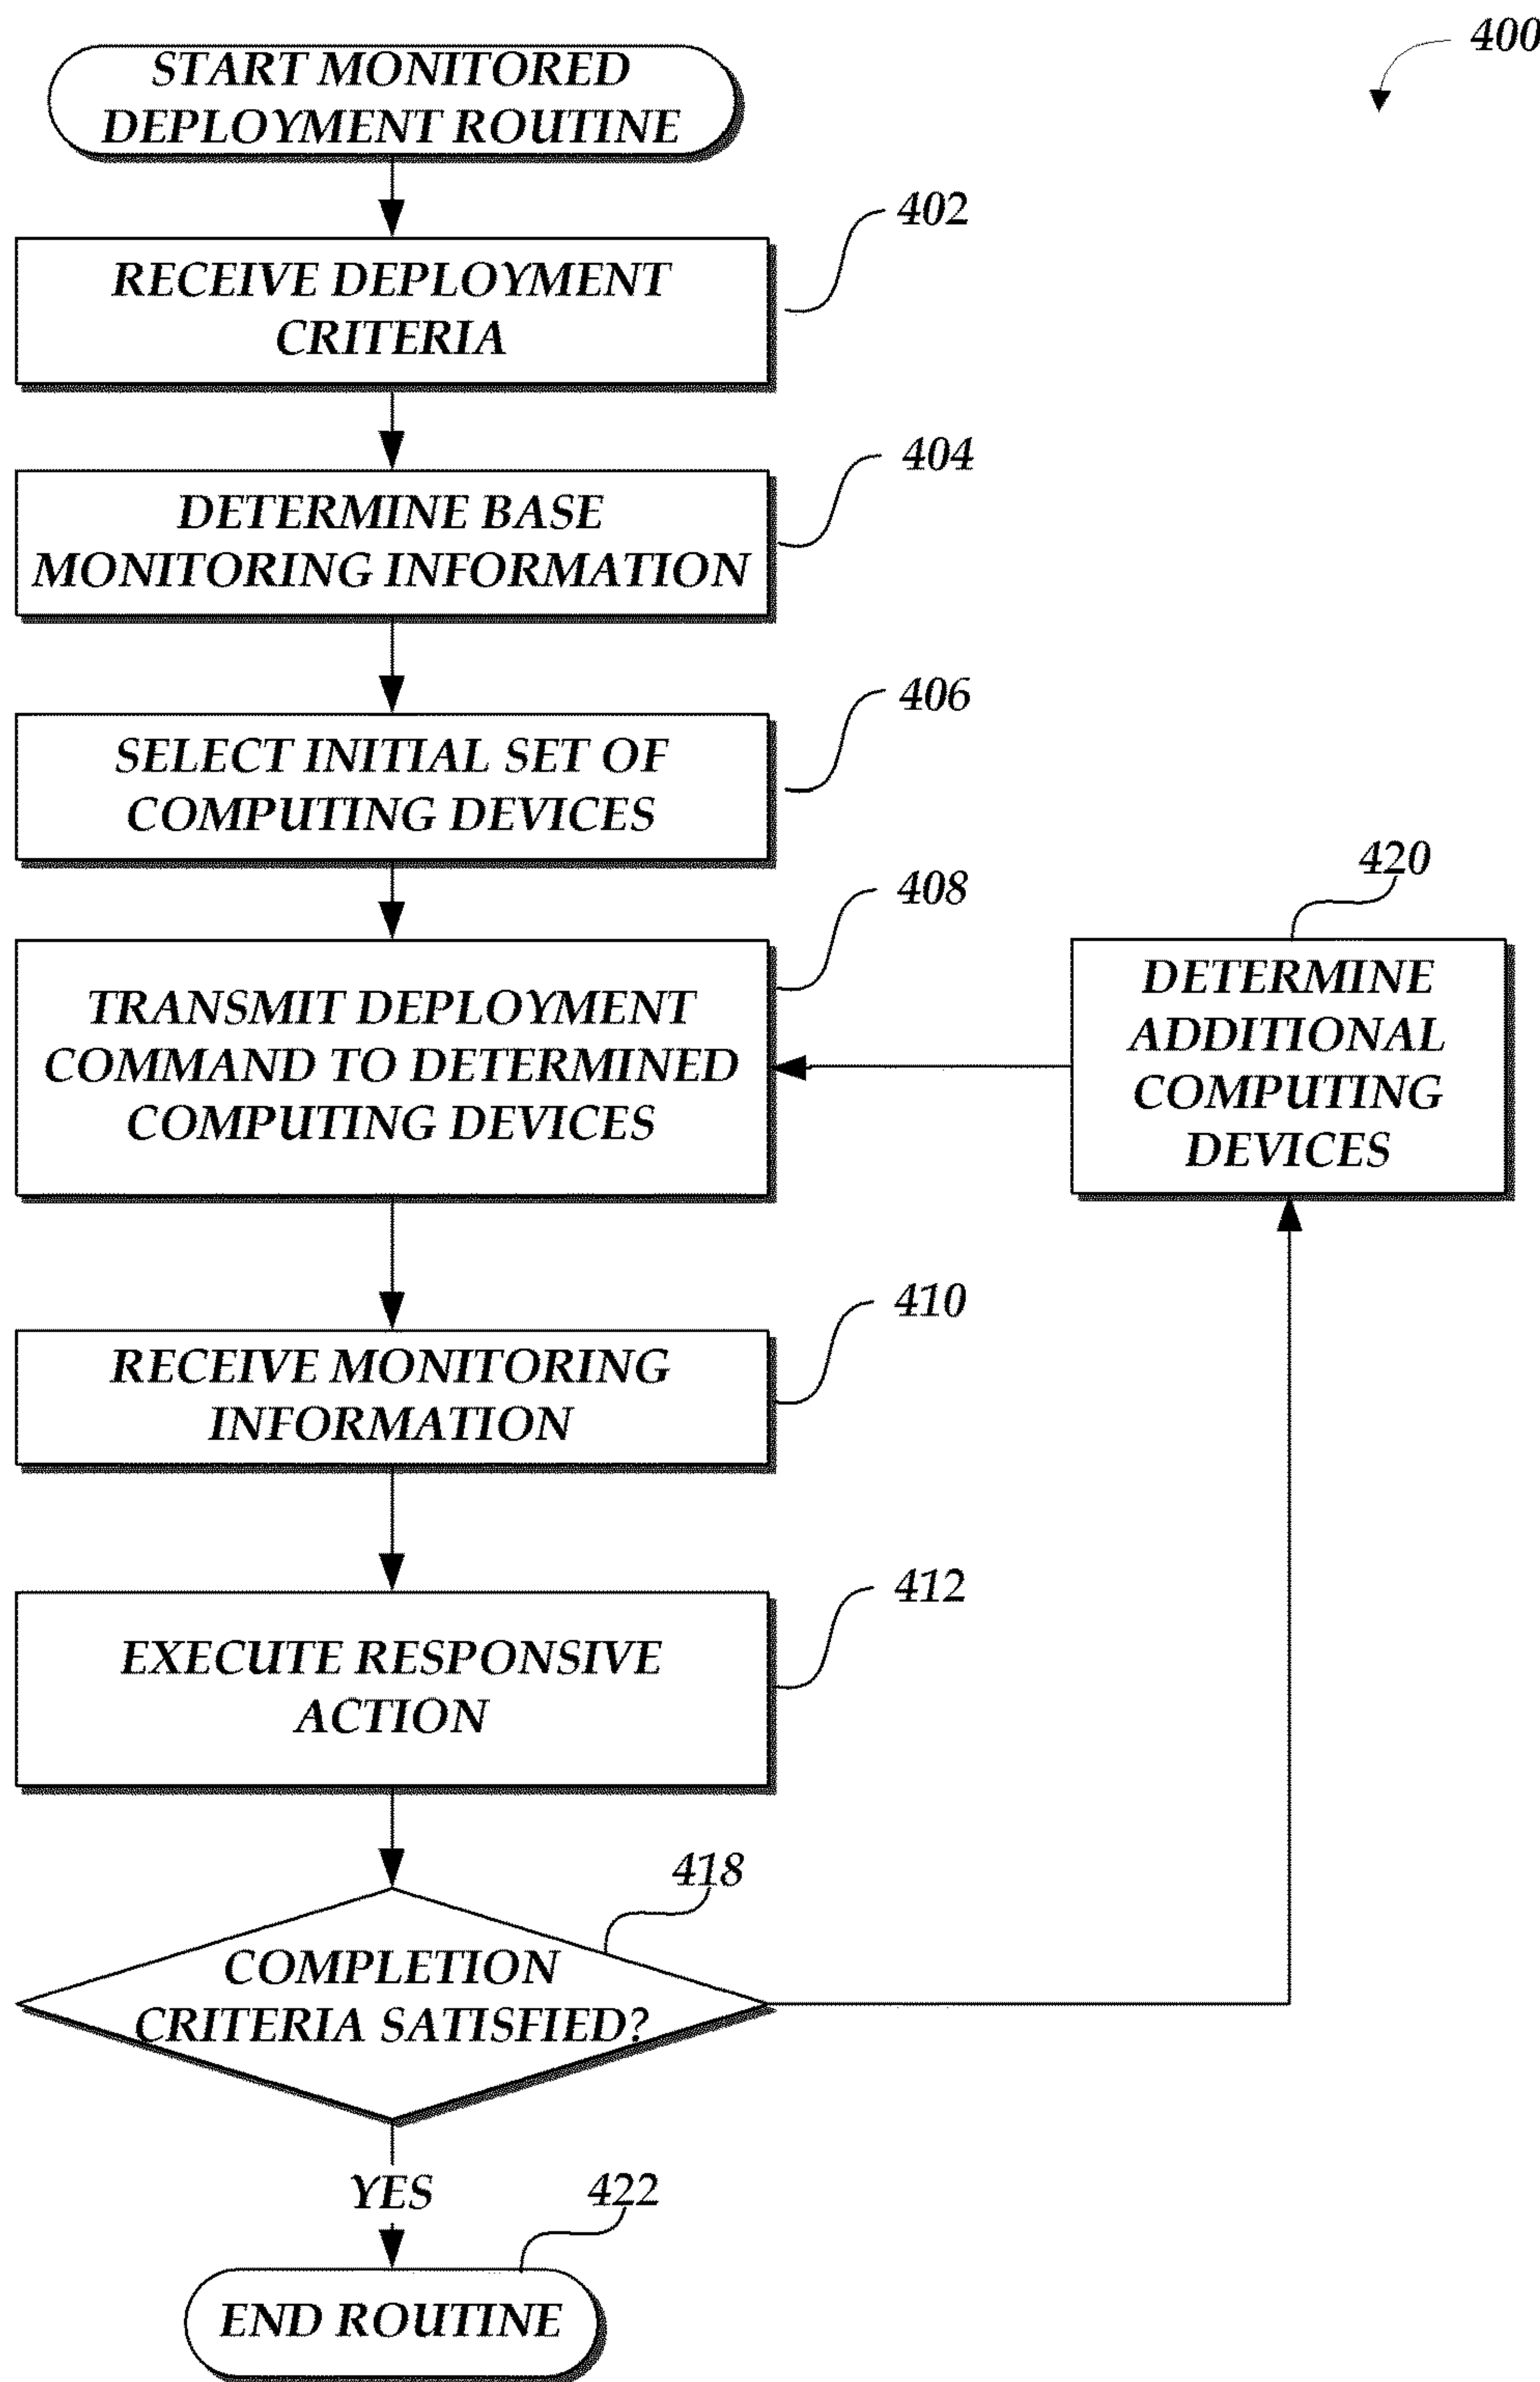 400
START MONITORED
DEPLOYMENT ROUTINE
402
RECEIVE DEPLOYMENT
CRITERIA
404
DETERMINE BASE
MONITORING INFORMATION
406
SELECT INITIAL SET OF
COMPUTING DEVICES
408
TRANSMIT DEPLOYMENT
COMMAND TO DETERMINED
COMPUTING DEVICES
420
DETERMINE
ADDITIONAL
COMPUTING
DEVICES
410
RECEIVE MONITORING
INFORMATION
412
EXECUTE RESPONSIVE
ACTION
418
COMPLETION
CRITERIA SATISFIED?
YES
422
END ROUTINE